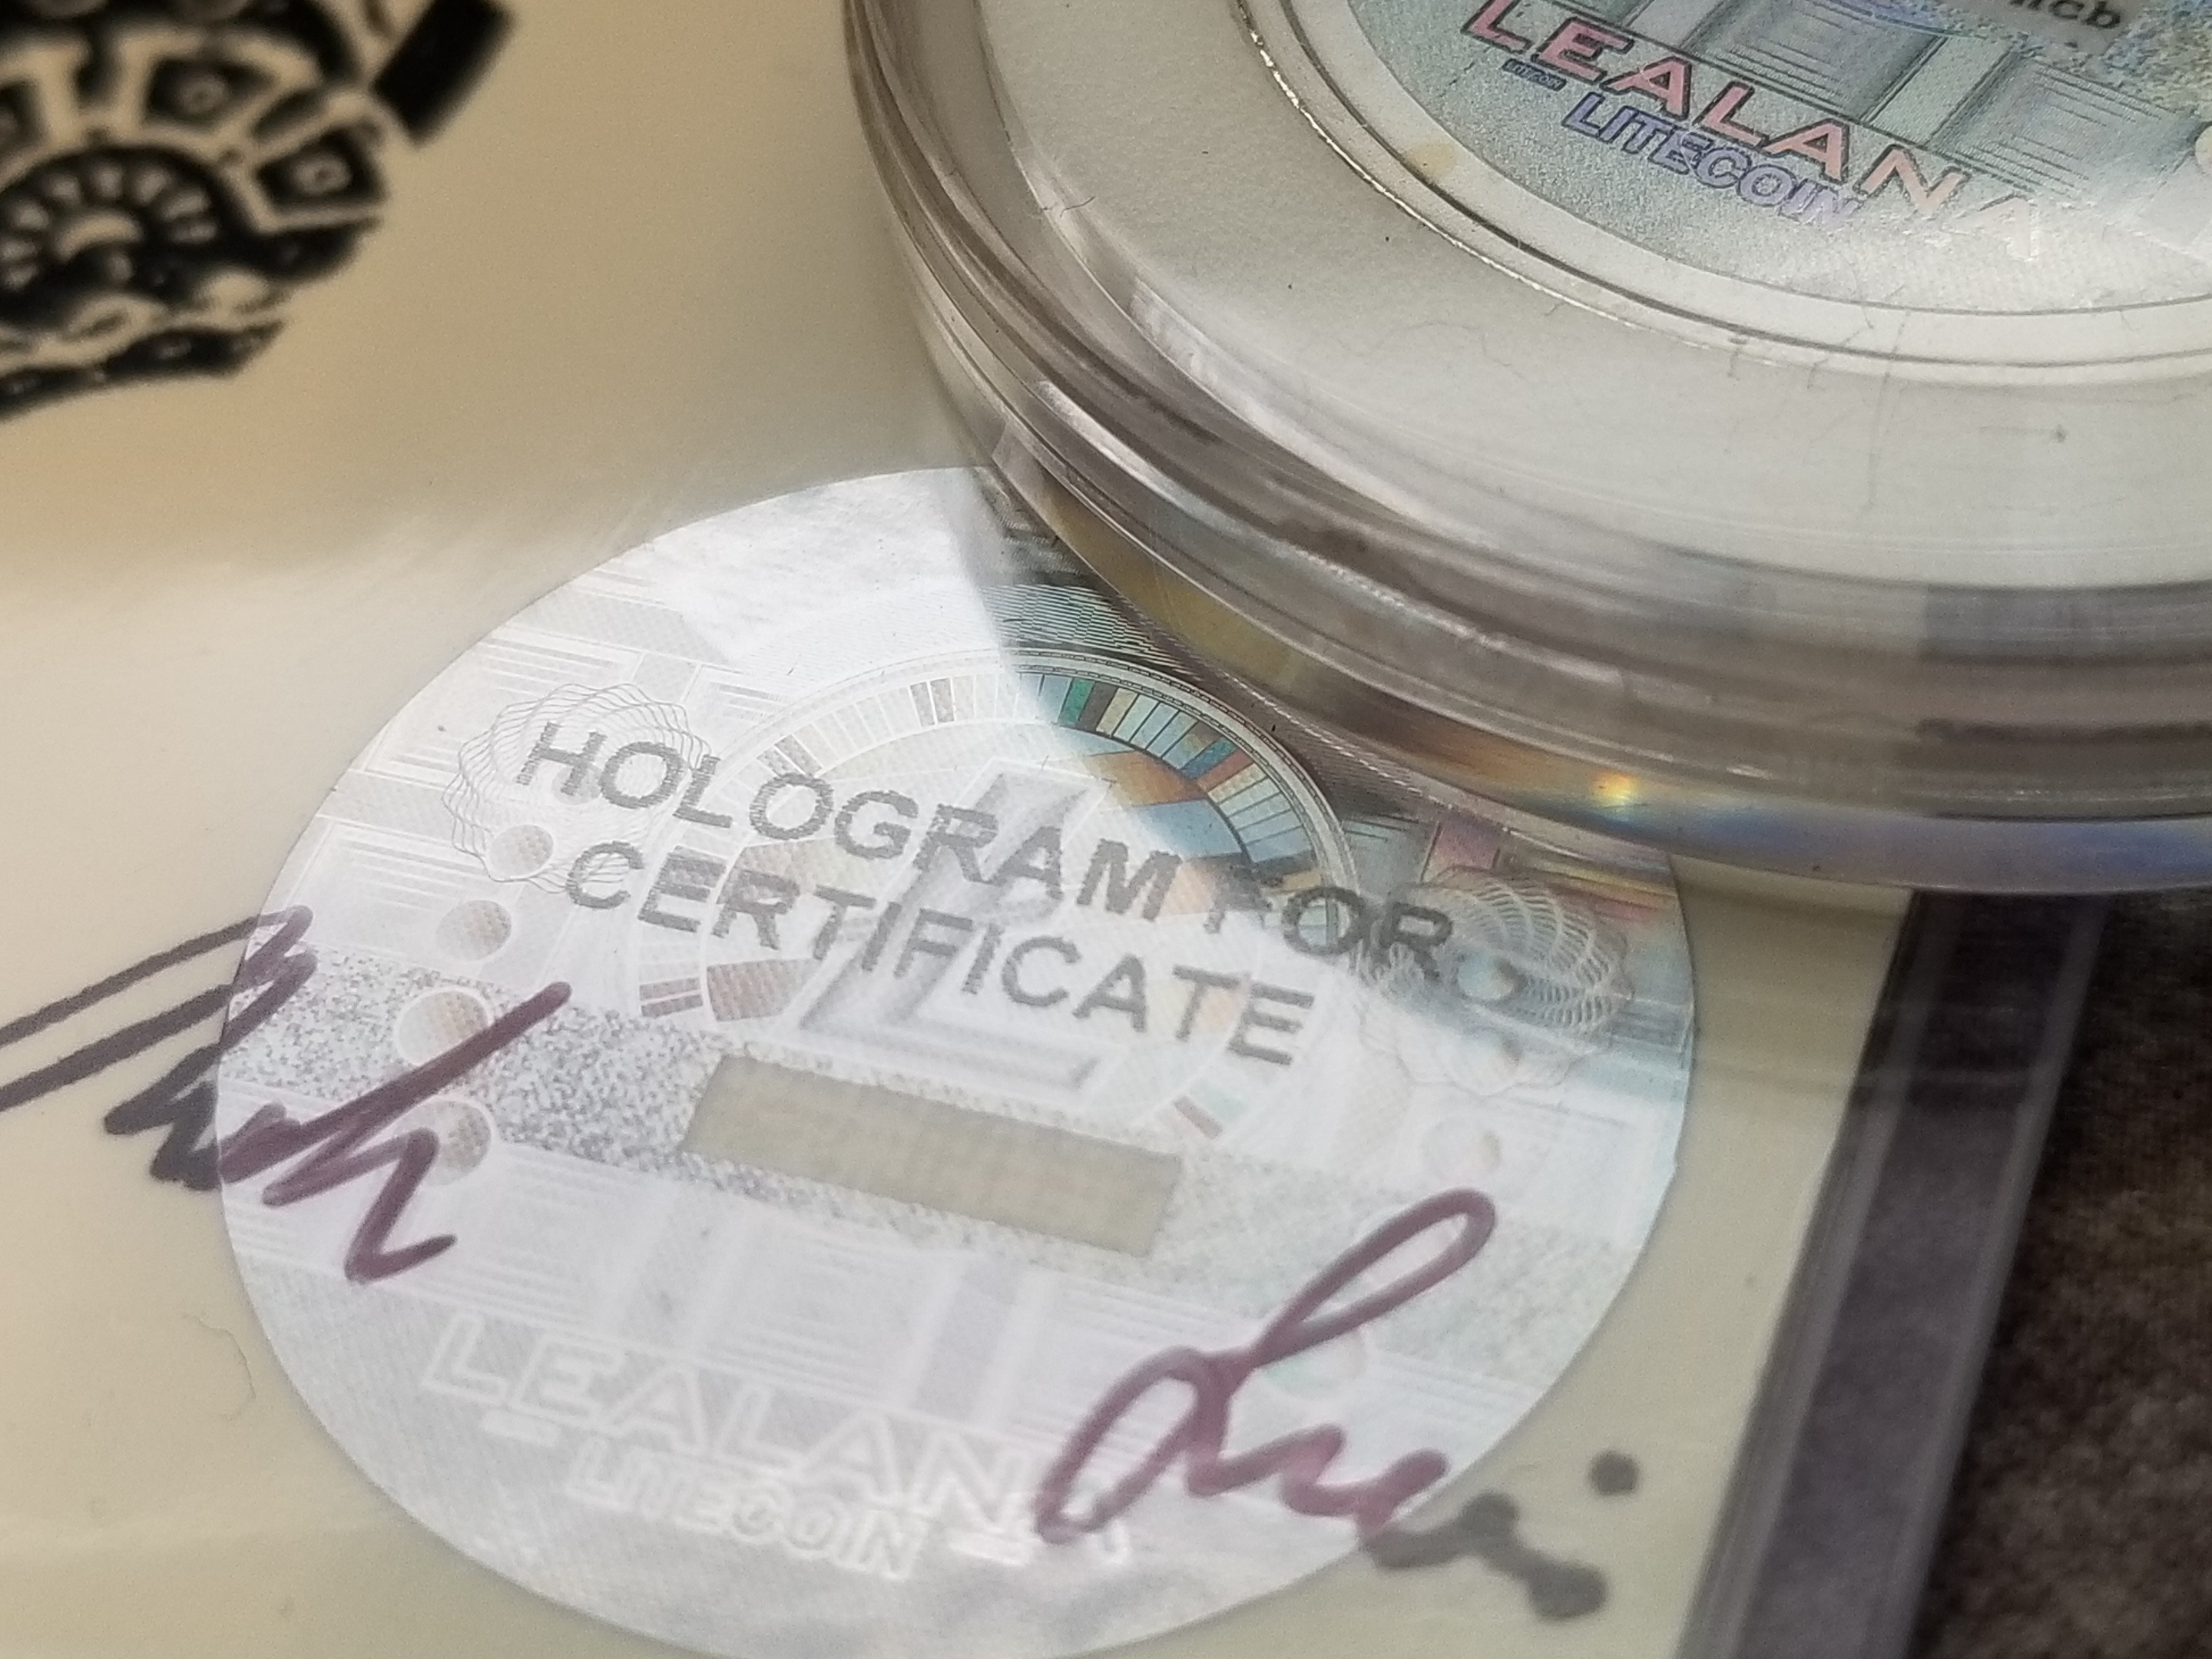 LEALANA
LITECOIN
HOLOGRAM FOR
CERTIFICATE
LEALANA
LITECOIN